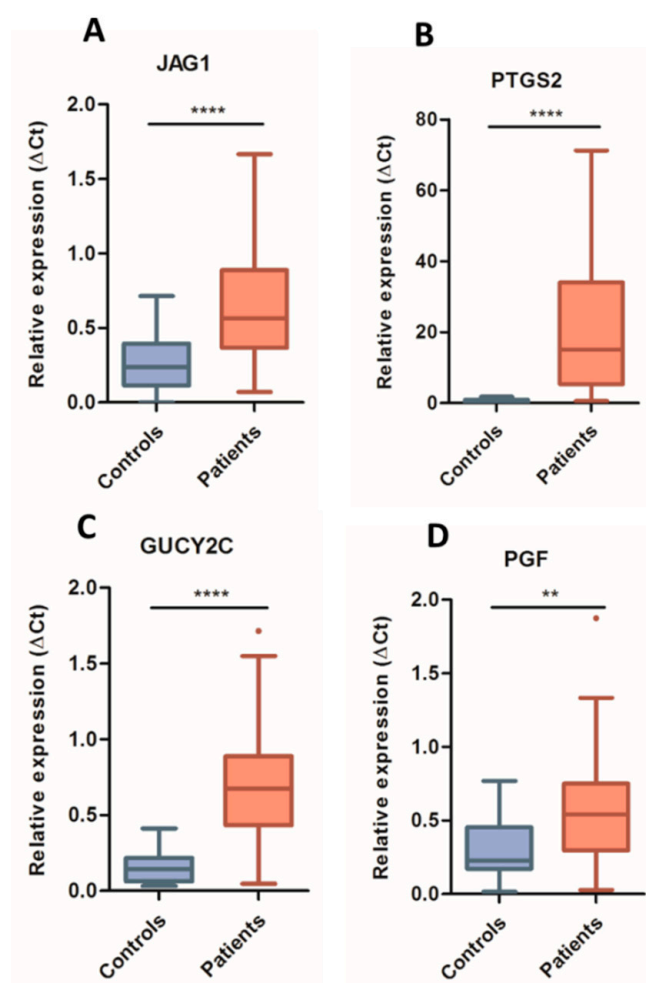 A
JAG1
****
Relative expression (ΔCt)
2.0
1.5
1.0
0.5
0.0
Controls
Patients
B
PTGS2
****
Relative expression (ΔCt)
80
60
40
20
0
Controls
Patients
C
GUCY2C
****
Relative expression (ΔCt)
2.0
1.5
1.0
0.5
0.0
Controls
Patients
D
PGF
**
Relative expression (ΔCt)
2.0
1.5
1.0
0.5
0.0
Controls
Patients